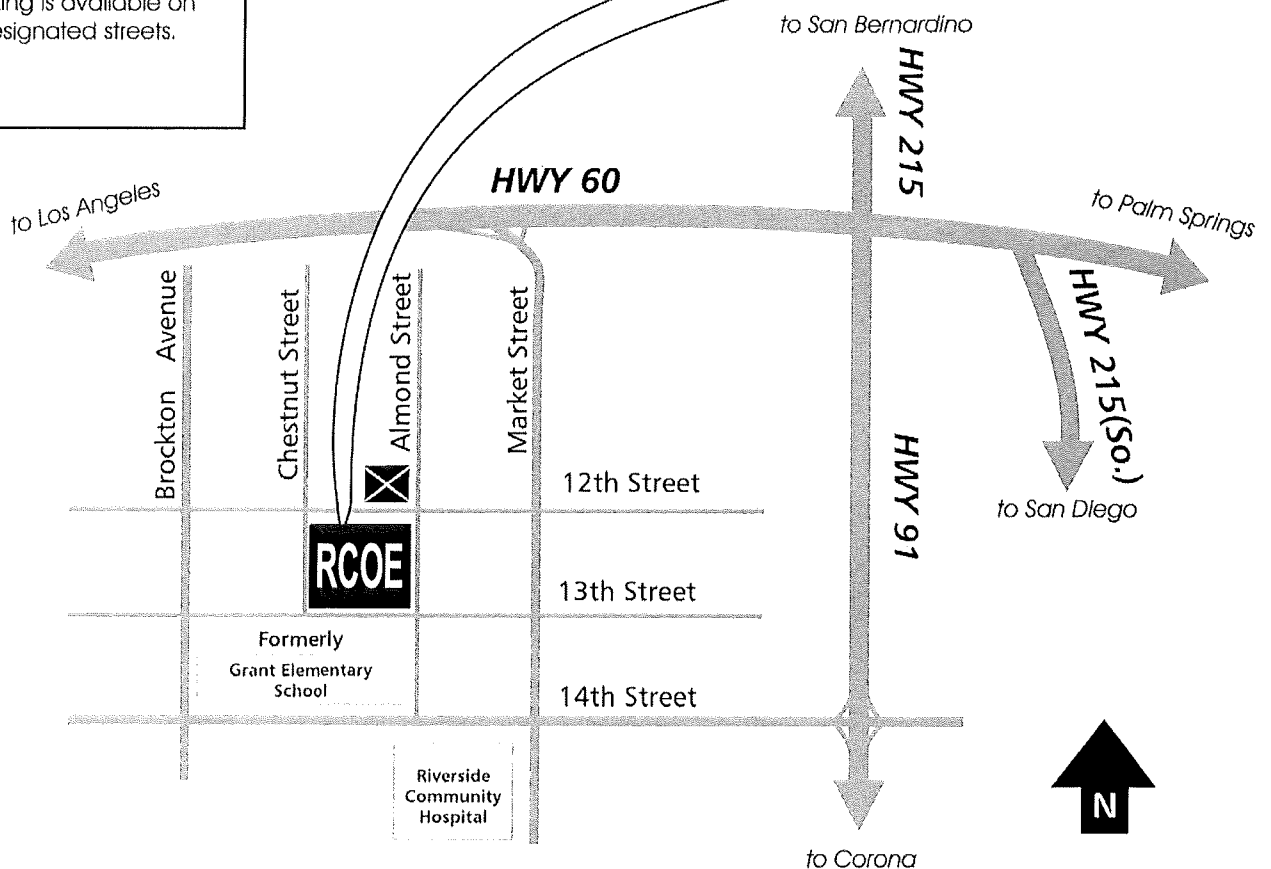 ing is available on
esignated streets.
to San Bernardino
HWY 215
HWY 60
to Los Angeles
to Palm Springs
HWY 215(So.)
to San Diego
Brockton Avenue
Chestnut Street
Almond Street
Market Street
12th Street
HWY 91
RCOE
13th Street
Formerly
Grant Elementary
School
14th Street
Riverside
Community
Hospital
N
to Corona